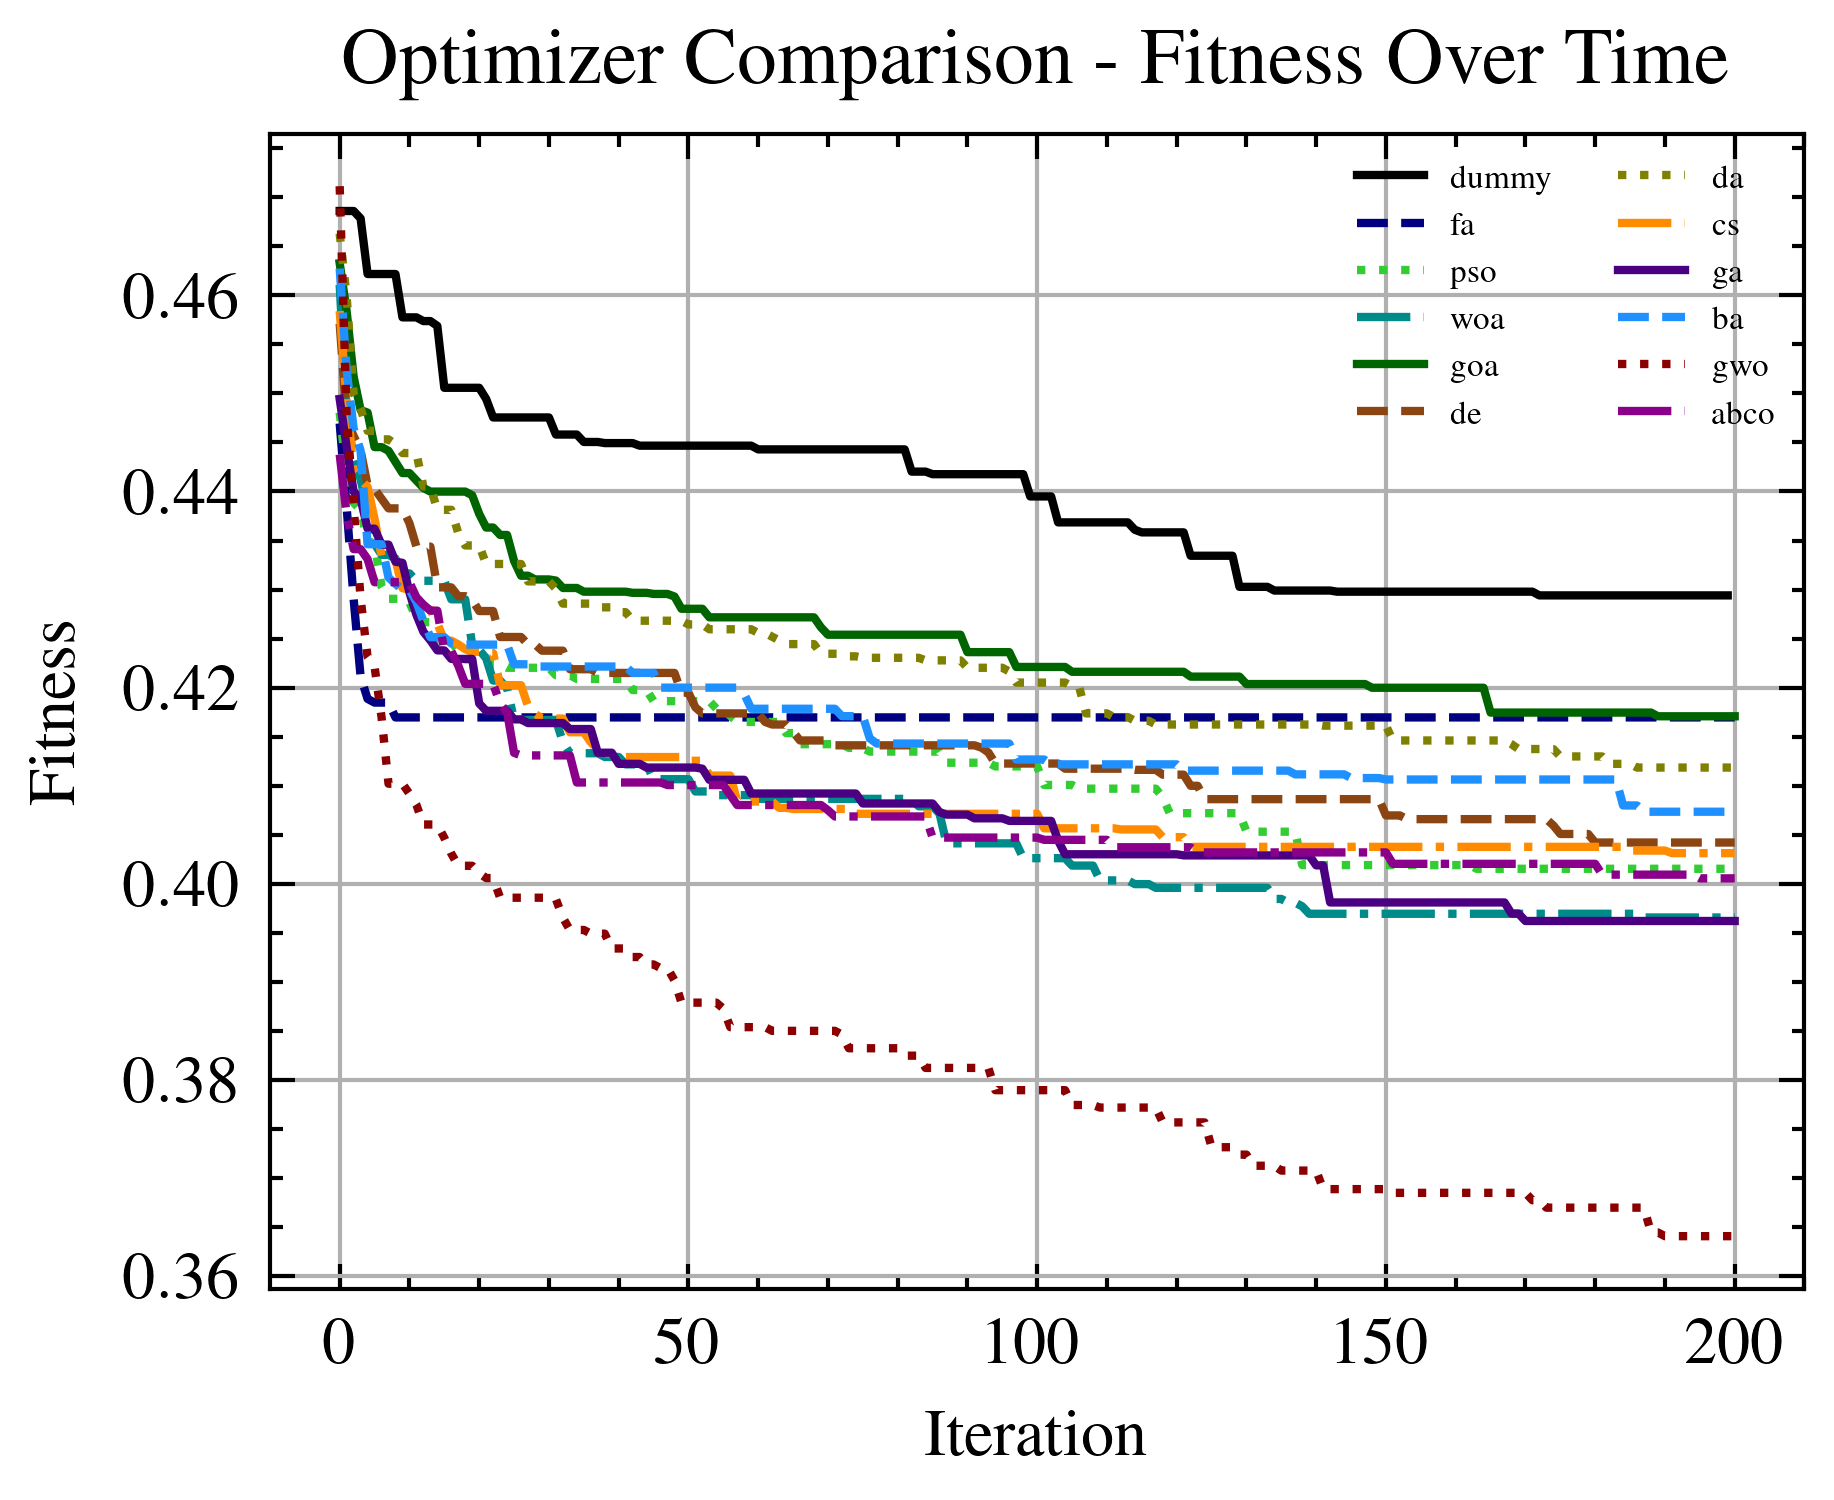 Optimizer Comparison - Fitness Over Time
dummy
fa
pso
woa
goa
de
da
cs
ga
ba
gwo
abco
Fitness
0.46
0.44
0.42
0.40
0.38
0.36
0
50
100
150
200
Iteration